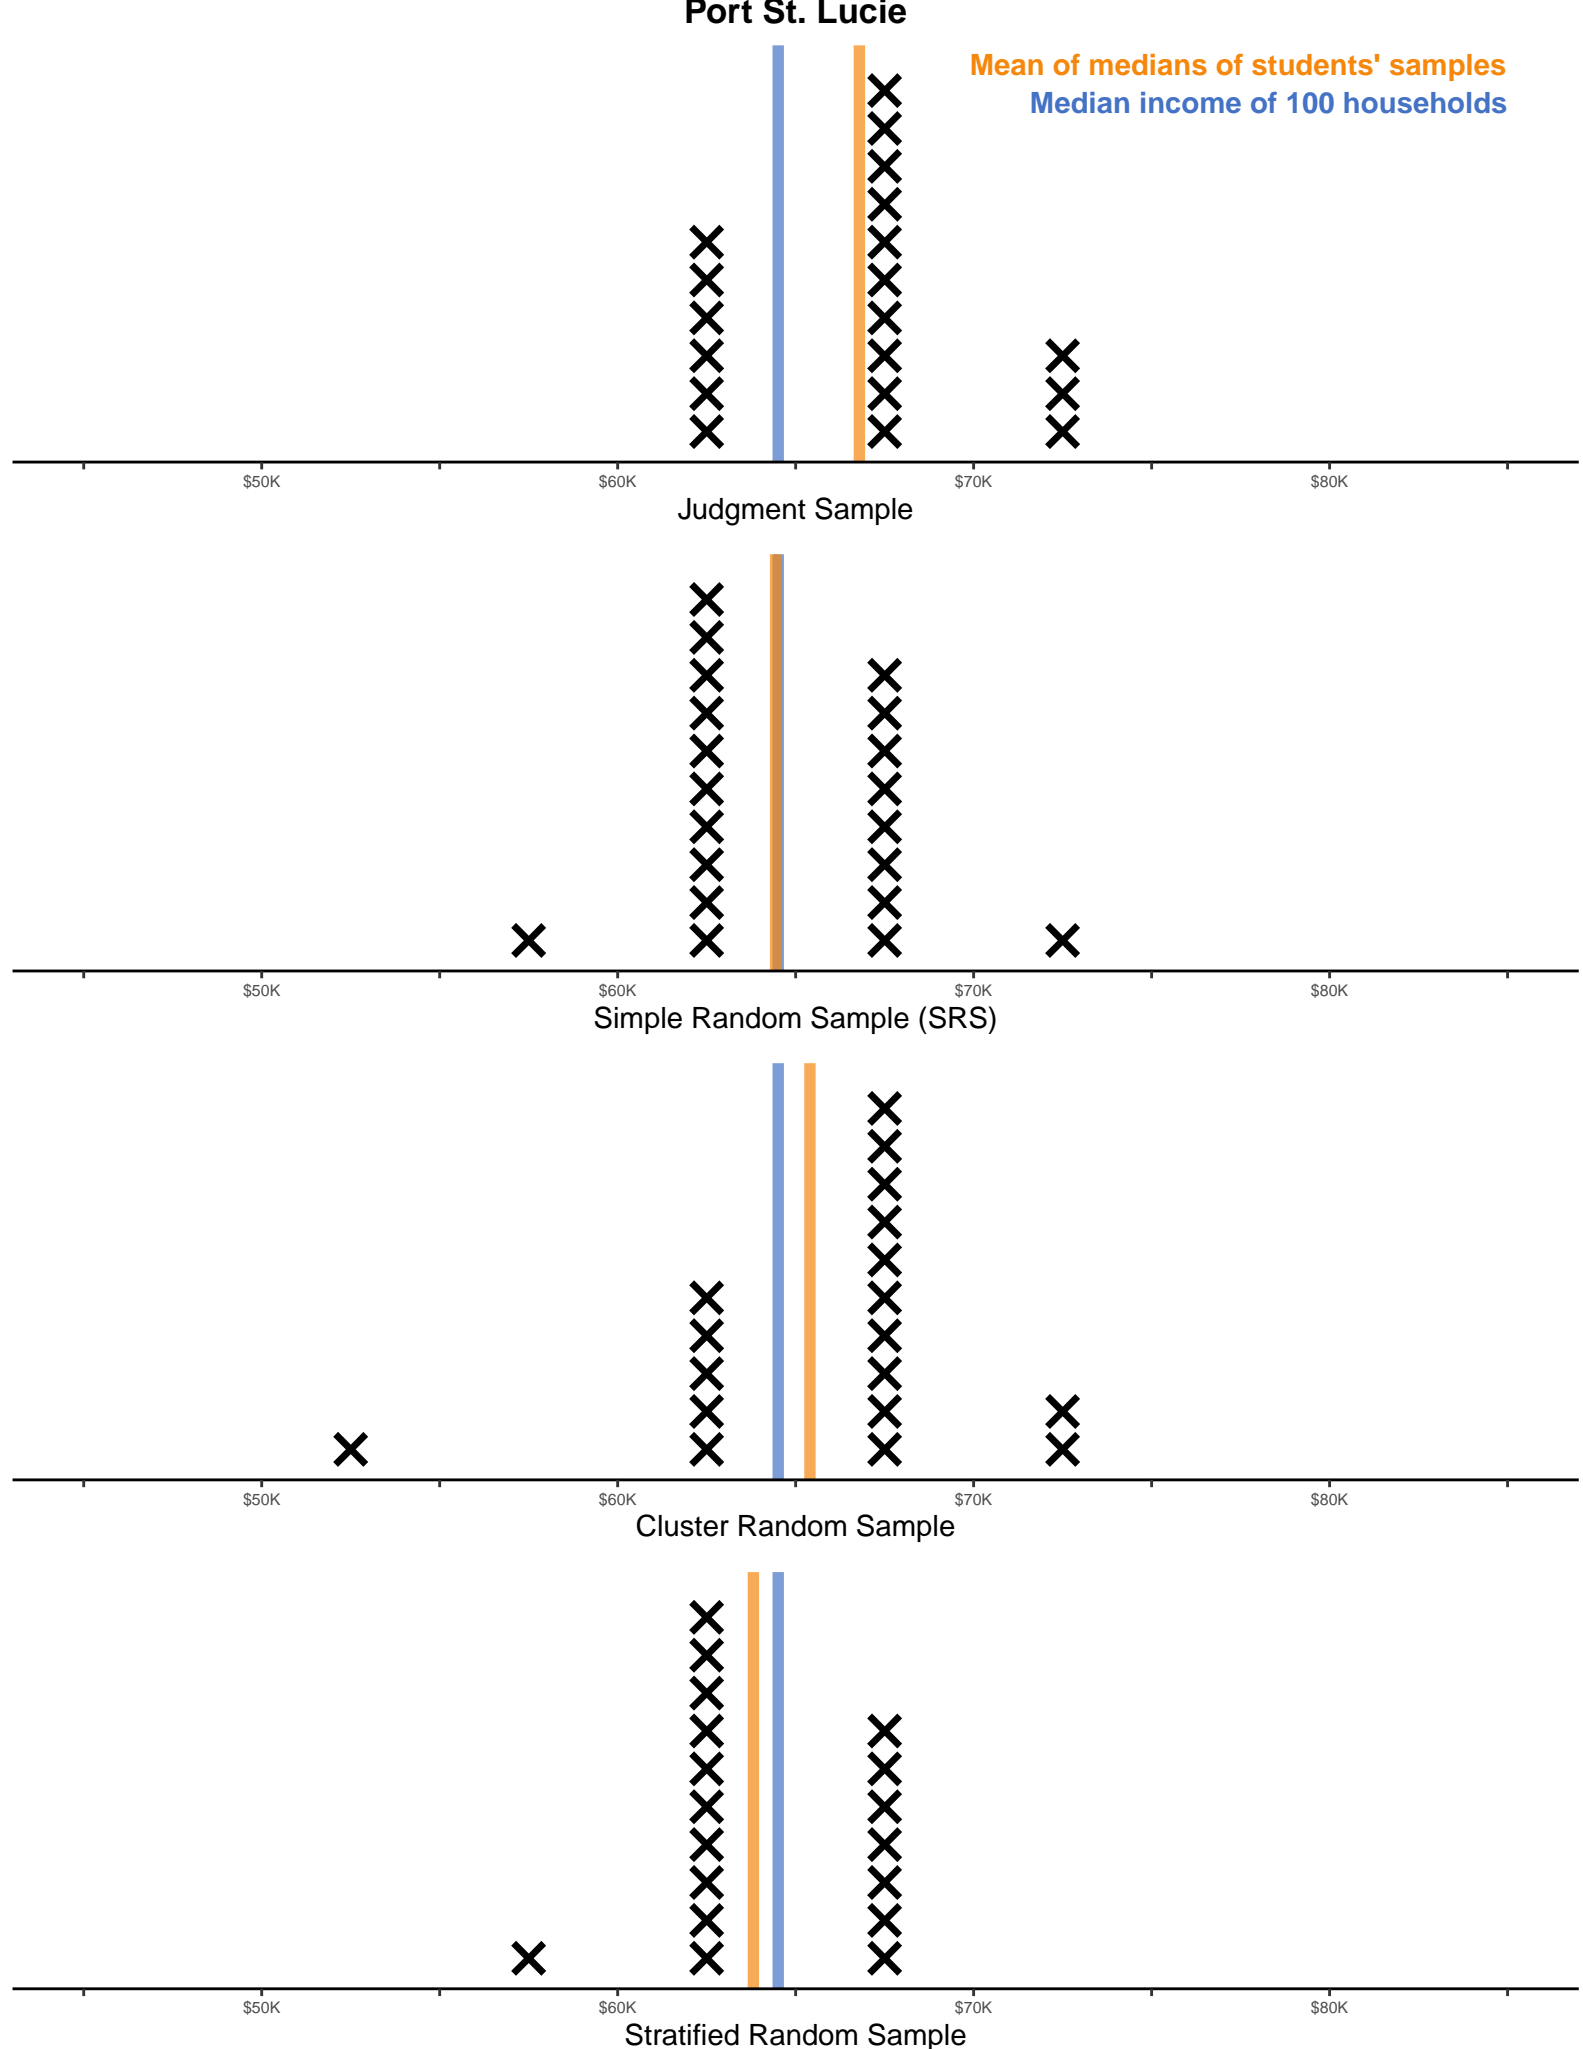 Port St. Lucie
Mean of medians of students' samples
Median income of 100 households
$50K $60K $70K $80K
Judgment Sample
$50K $60K $70K $80K
Simple Random Sample (SRS)
$50K $60K $70K $80K
Cluster Random Sample
$50K $60K $70K $80K
Stratified Random Sample